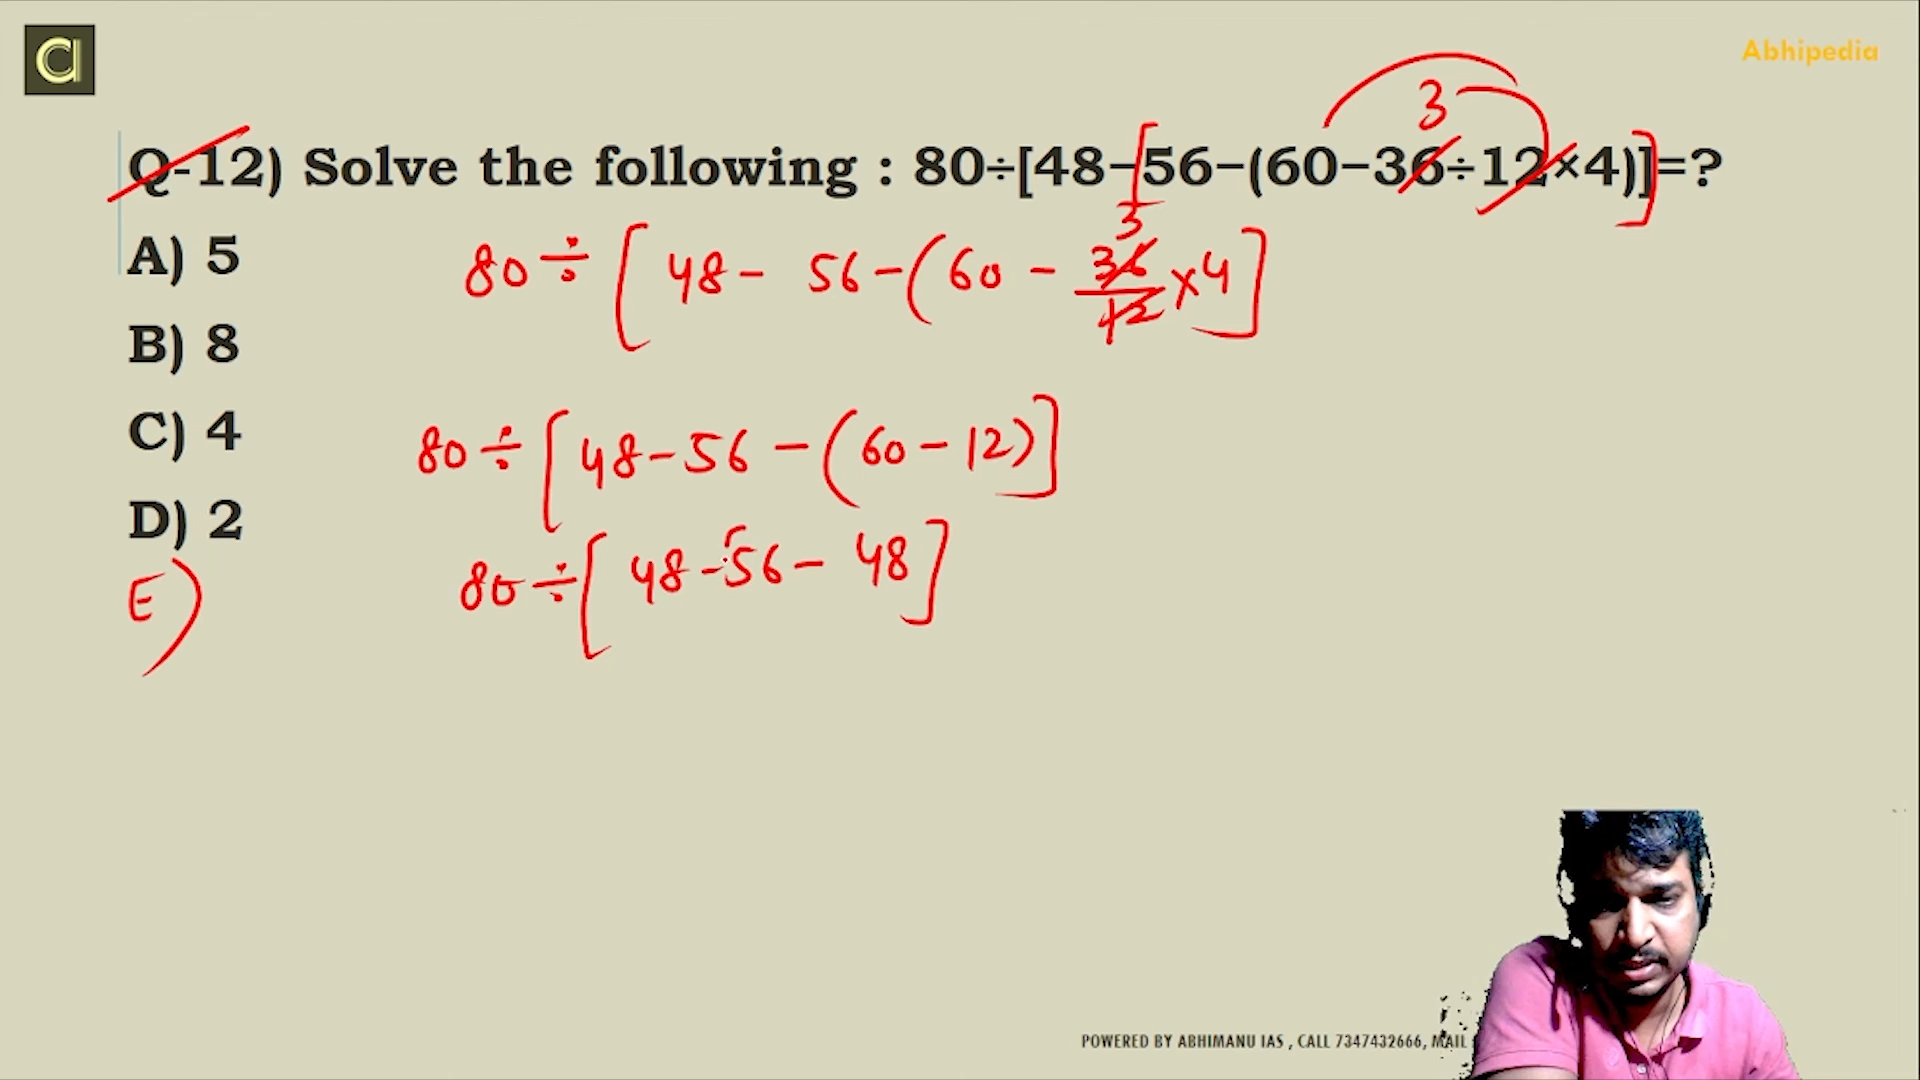 Abhipedia
3
Q-12) Solve the following : 80÷[48−[56−(60−36÷12×4)]]=?
A) 5
B) 8
C) 4
D) 2
E)
80 ÷ [ 48 - 56 - ( 60 - 36/12 × 4 ]
3
80 ÷ [ 48 - 56 - ( 60 - 12 ) ]
80 ÷ [ 48 - 56 - 48 ]
POWERED BY ABHIMANU IAS , CALL 7347432666, MAIL